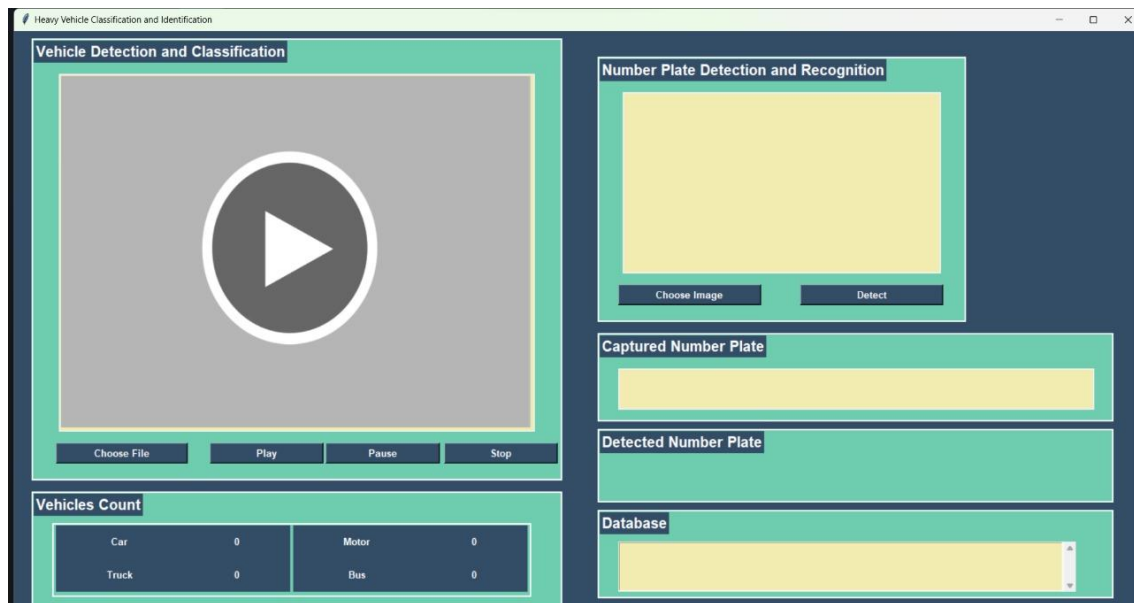 Heavy Vehicle Classification and Identification
Vehicle Detection and Classification
Choose File Play Pause Stop
Vehicles Count
Car 0 Motor 0
Truck 0 Bus 0
Number Plate Detection and Recognition
Choose Image Detect
Captured Number Plate
Detected Number Plate
Database